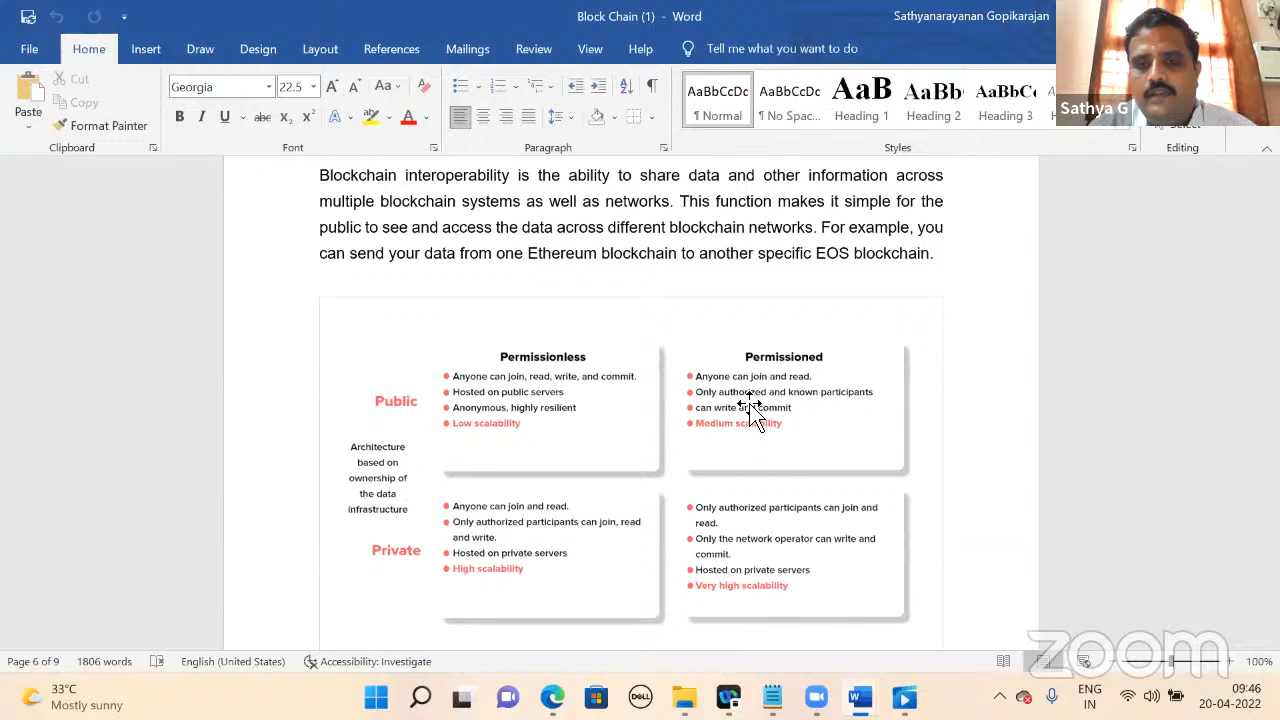 Block Chain (1) - Word
Sathyanarayanan Gopikarajan
File Home Insert Draw Design Layout References Mailings Review View Help Tell me what you want to do
Paste
Cut
Copy
Format Painter
Clipboard
Georgia 22.5
Font
Paragraph
AaBbCcDc AaBbCcDc AaB AaBb AaBbC
¶ Normal ¶ No Spac... Heading 1 Heading 2 Heading 3
Styles
Editing
Sathya G
Blockchain interoperability is the ability to share data and other information across
multiple blockchain systems as well as networks. This function makes it simple for the
public to see and access the data across different blockchain networks. For example, you
can send your data from one Ethereum blockchain to another specific EOS blockchain.
Permissionless
Anyone can join, read, write, and commit.
Hosted on public servers
Anonymous, highly resilient
Low scalability
Permissioned
Anyone can join and read.
Only authorized and known participants
can write and commit
Medium scalability
Public
Architecture
based on
ownership of
the data
infrastructure
Private
Anyone can join and read.
Only authorized participants can join, read
and write.
Hosted on private servers
High scalability
Only authorized participants can join and
read.
Only the network operator can write and
commit.
Hosted on private servers
Very high scalability
zoom
Page 6 of 9 1806 words English (United States) Accessibility: Investigate 100%
33°C
Mostly sunny
DELL
ENG
IN
09:46
20-04-2022